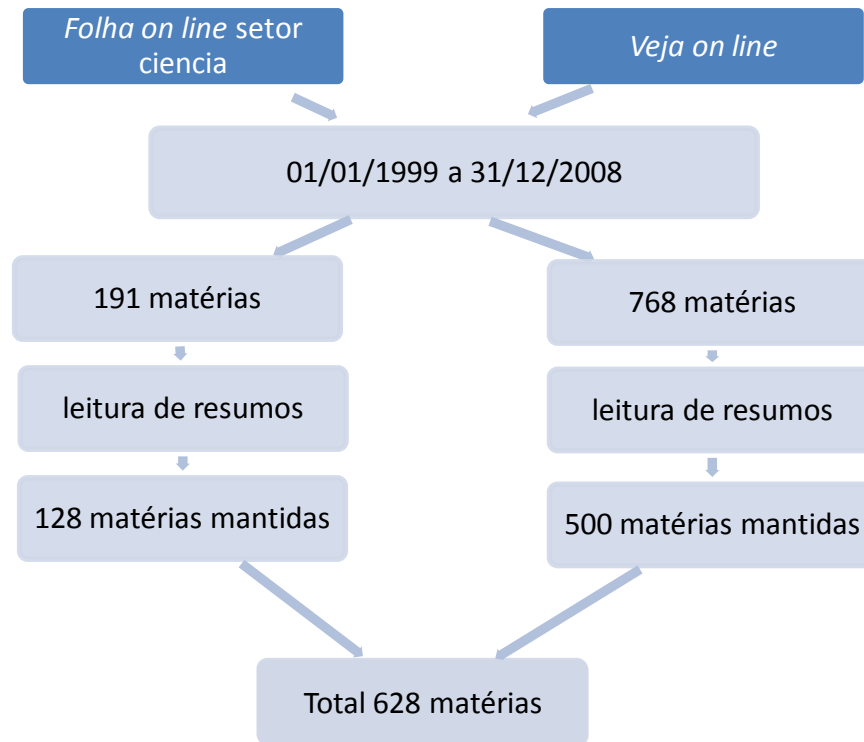 Folha on line setor
ciencia
Veja on line
01/01/1999 a 31/12/2008
191 matérias
768 matérias
leitura de resumos
leitura de resumos
128 matérias mantidas
500 matérias mantidas
Total 628 matérias